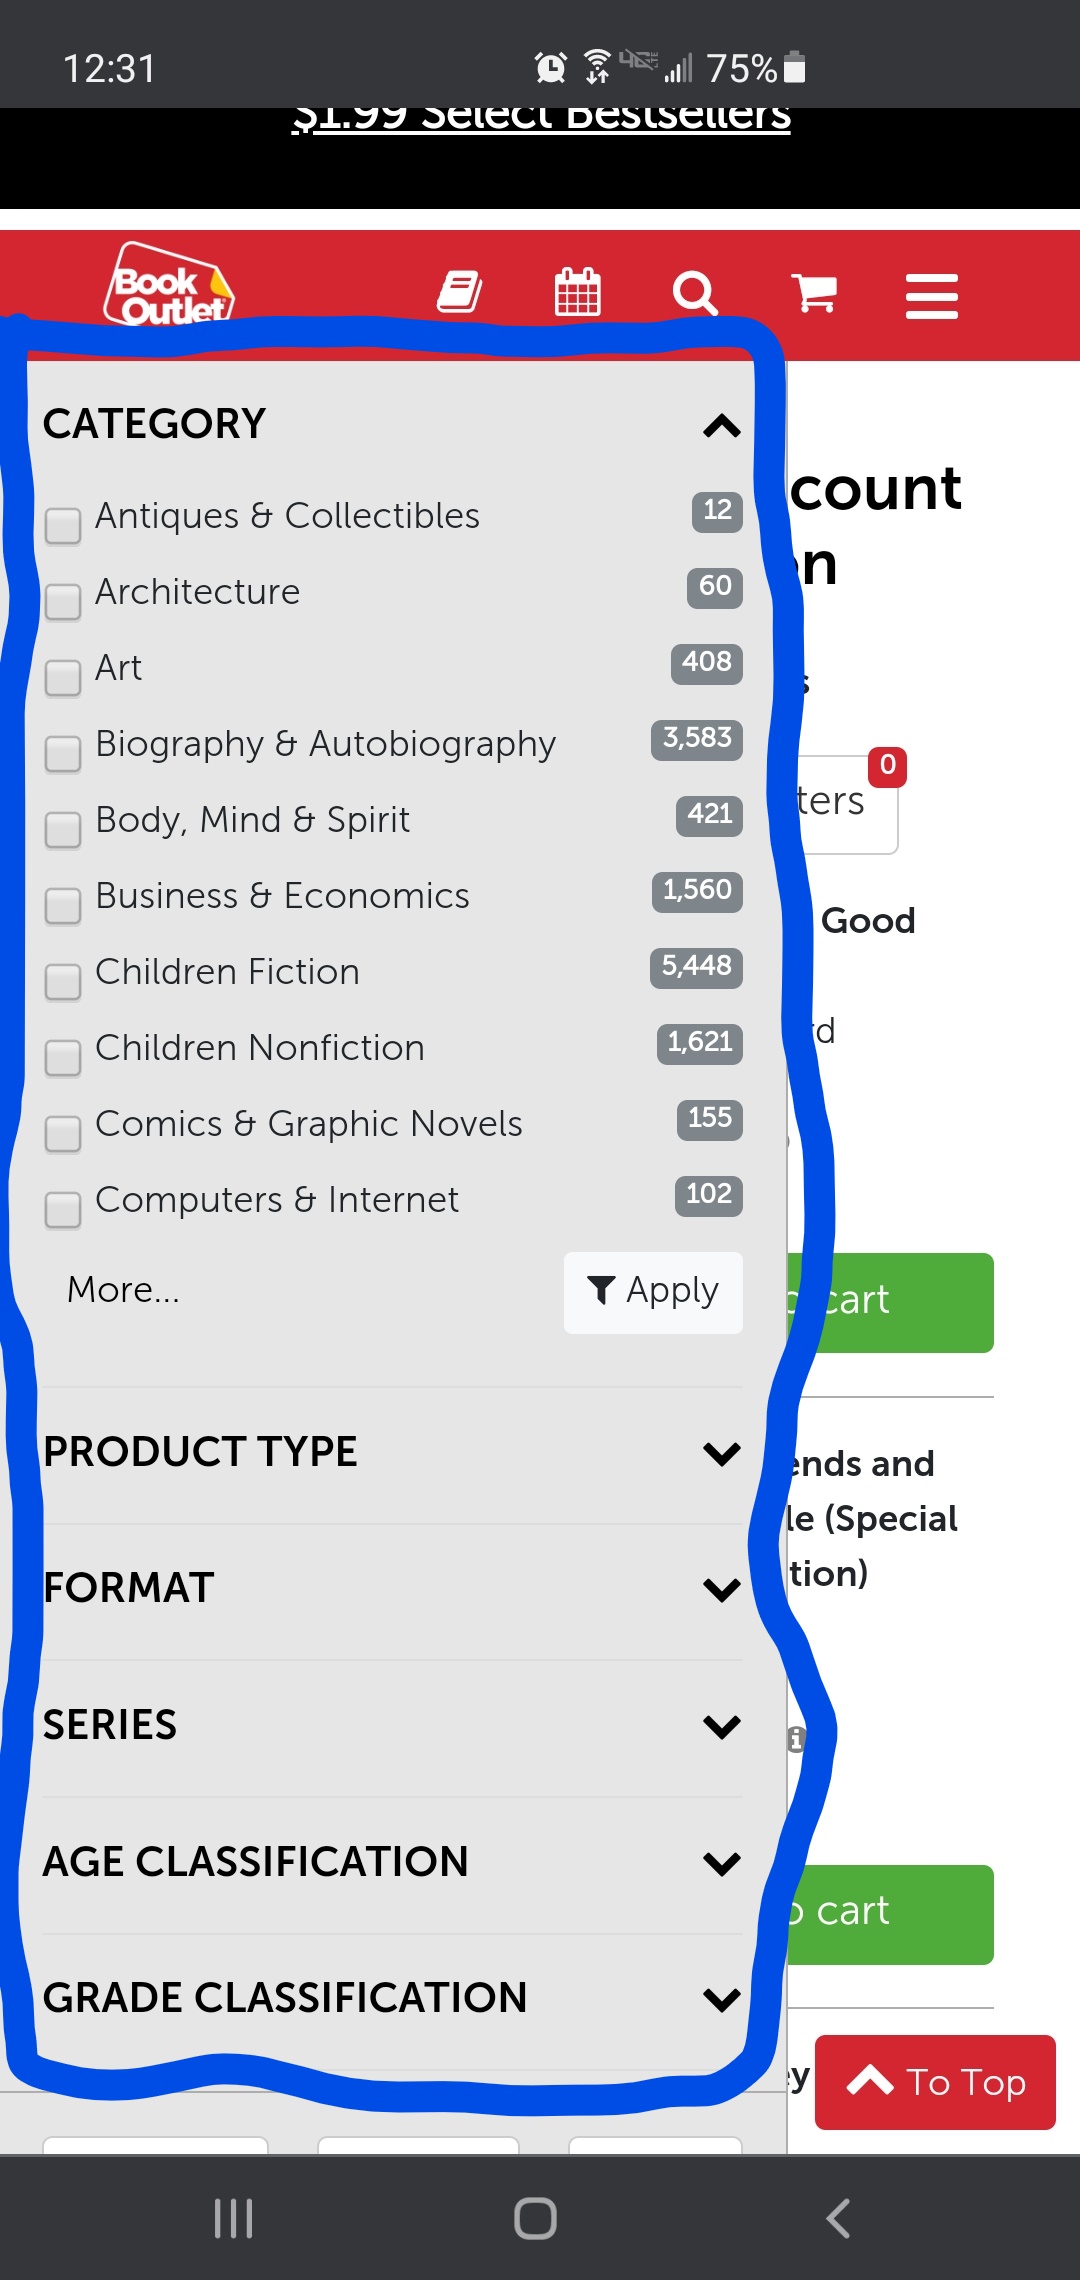 12:31
75%
$1.99 Select Bestsellers
Book
Outlet
CATEGORY
Antiques & Collectibles 12
Architecture 60
Art 408
Biography & Autobiography 3,583
Body, Mind & Spirit 421
Business & Economics 1,560
Children Fiction 5,448
Children Nonfiction 1,621
Comics & Graphic Novels 155
Computers & Internet 102
More... Apply
PRODUCT TYPE
FORMAT
SERIES
AGE CLASSIFICATION
GRADE CLASSIFICATION
count
n
s
0
ters
Good
rd
cart
ends and
le (Special
tion)
o cart
ey
To Top